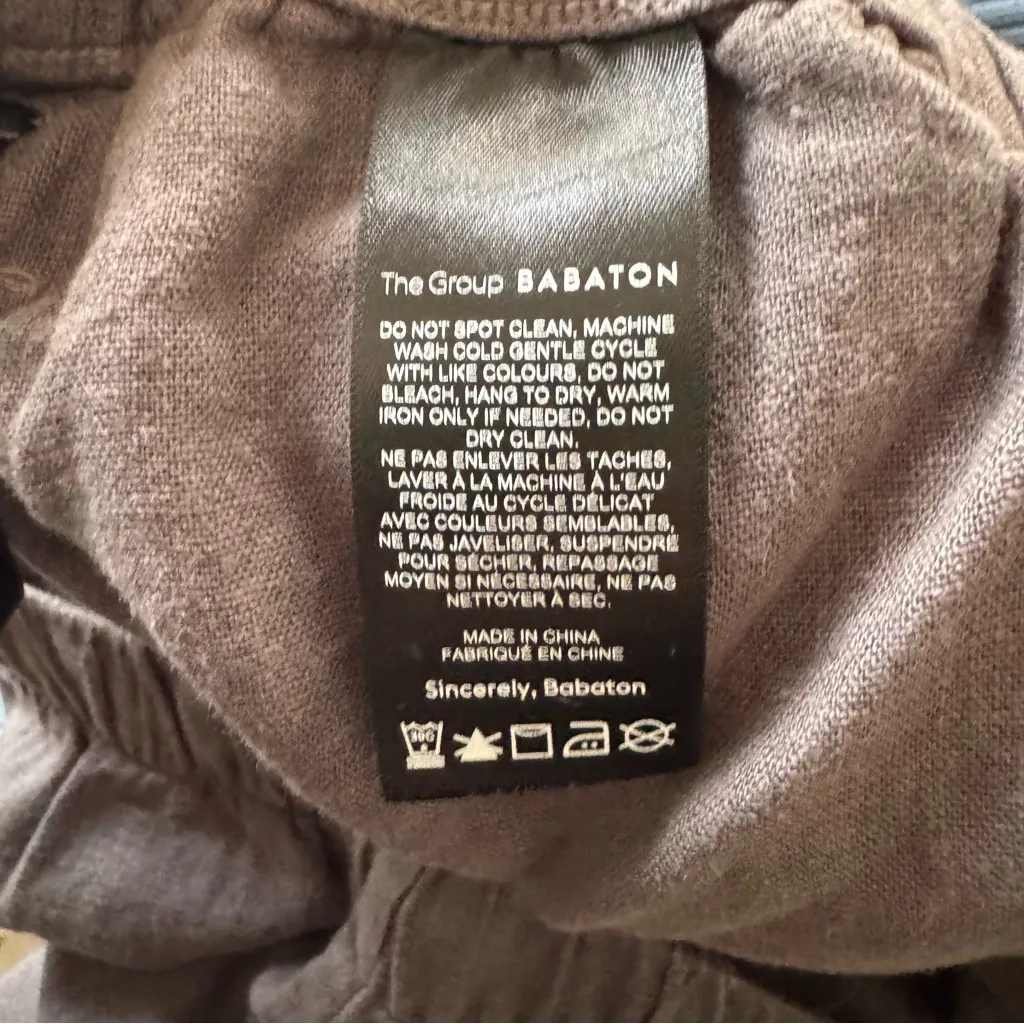 The Group BABATON
DO NOT SPOT CLEAN, MACHINE
WASH COLD GENTLE CYCLE
WITH LIKE COLOURS, DO NOT
BLEACH, HANG TO DRY, WARM
IRON ONLY IF NEEDED, DO NOT
DRY CLEAN.
NE PAS ENLEVER LES TACHES,
LAVER À LA MACHINE À L'EAU
FROIDE AU CYCLE DÉLICAT
AVEC COULEURS SEMBLABLES,
NE PAS JAVELISER, SUSPENDRE
POUR SÉCHER, REPASSAGE
MOYEN SI NÉCESSAIRE, NE PAS
NETTOYER À SEC.
MADE IN CHINA
FABRIQUÉ EN CHINE
Sincerely, Babaton